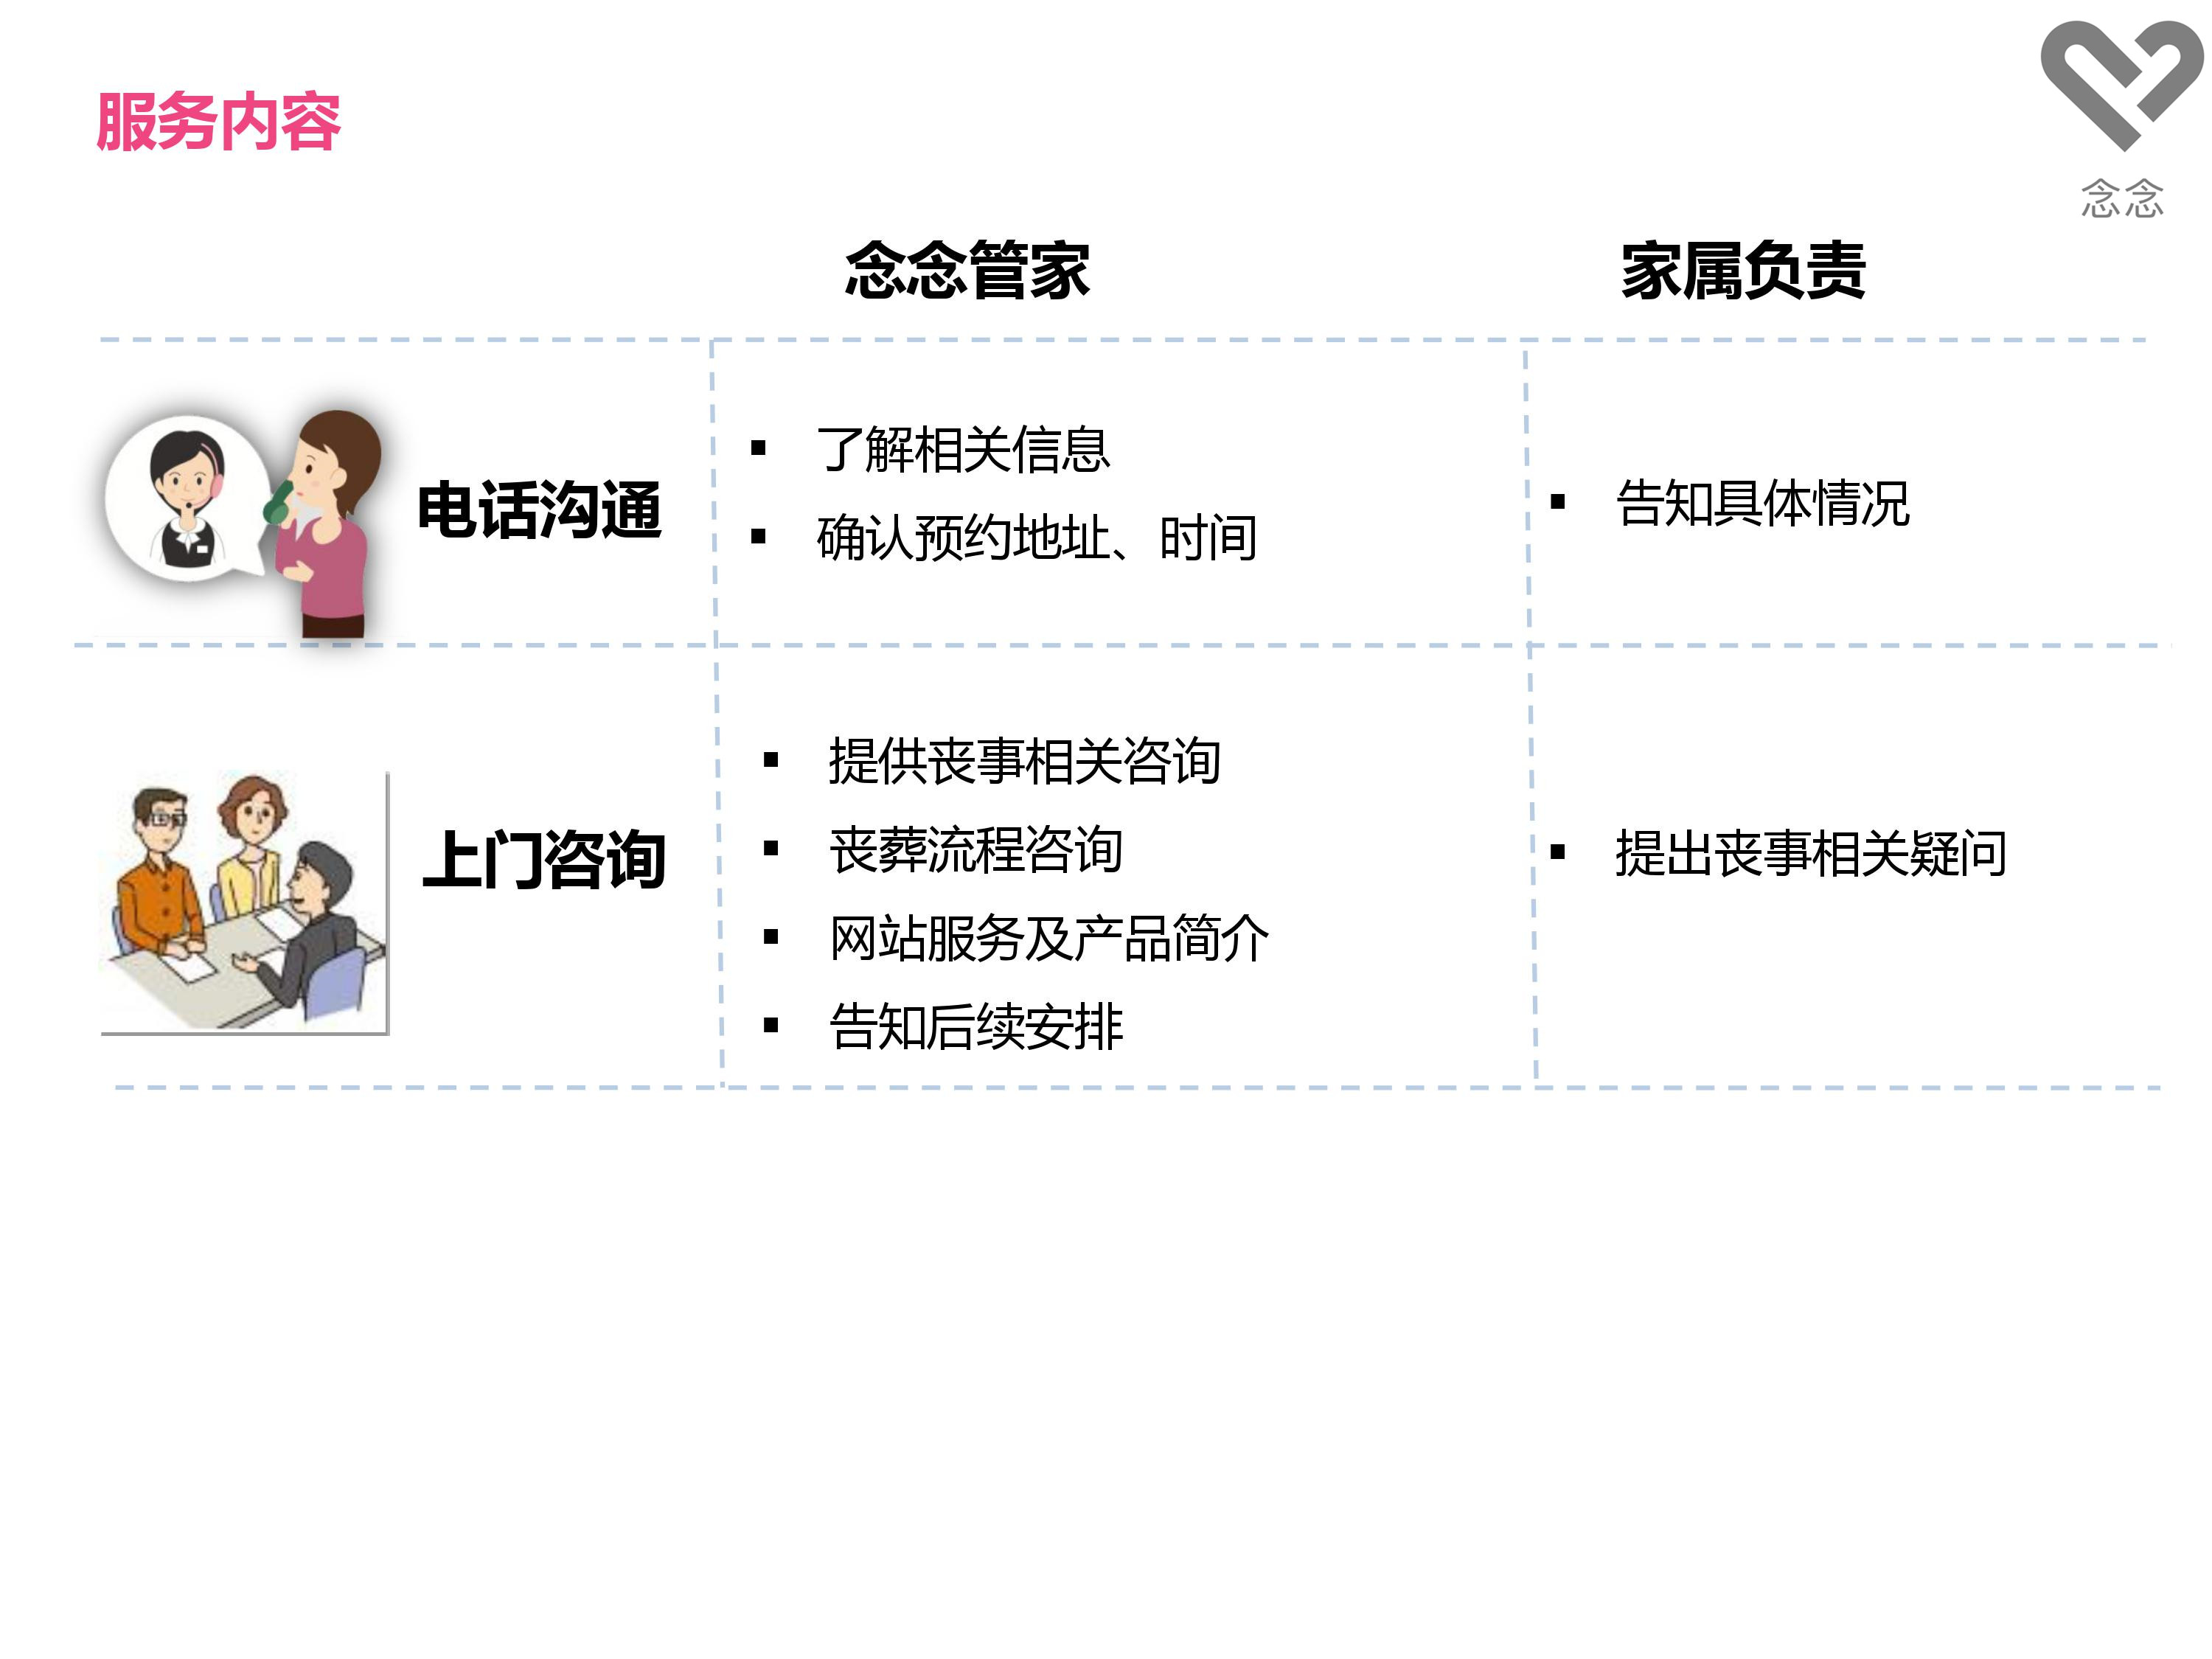 服务内容
念念
念念管家
家属负责
电话沟通
▪ 了解相关信息
▪ 确认预约地址、时间
▪ 告知具体情况
上门咨询
▪ 提供丧事相关咨询
▪ 丧葬流程咨询
▪ 网站服务及产品简介
▪ 告知后续安排
▪ 提出丧事相关疑问